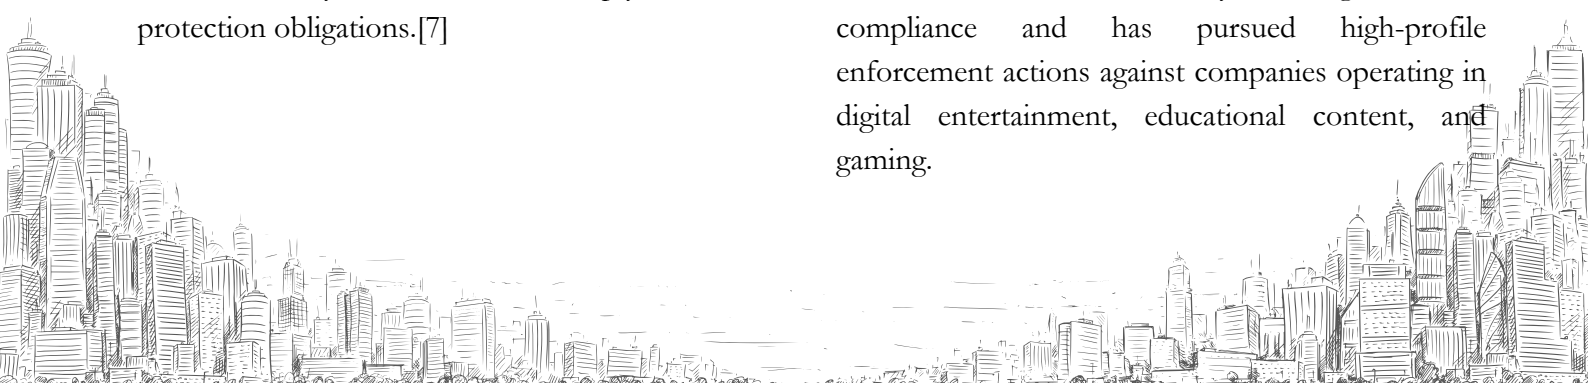 protection obligations.[7]
compliance and has pursued high-profile
enforcement actions against companies operating in
digital entertainment, educational content, and
gaming.